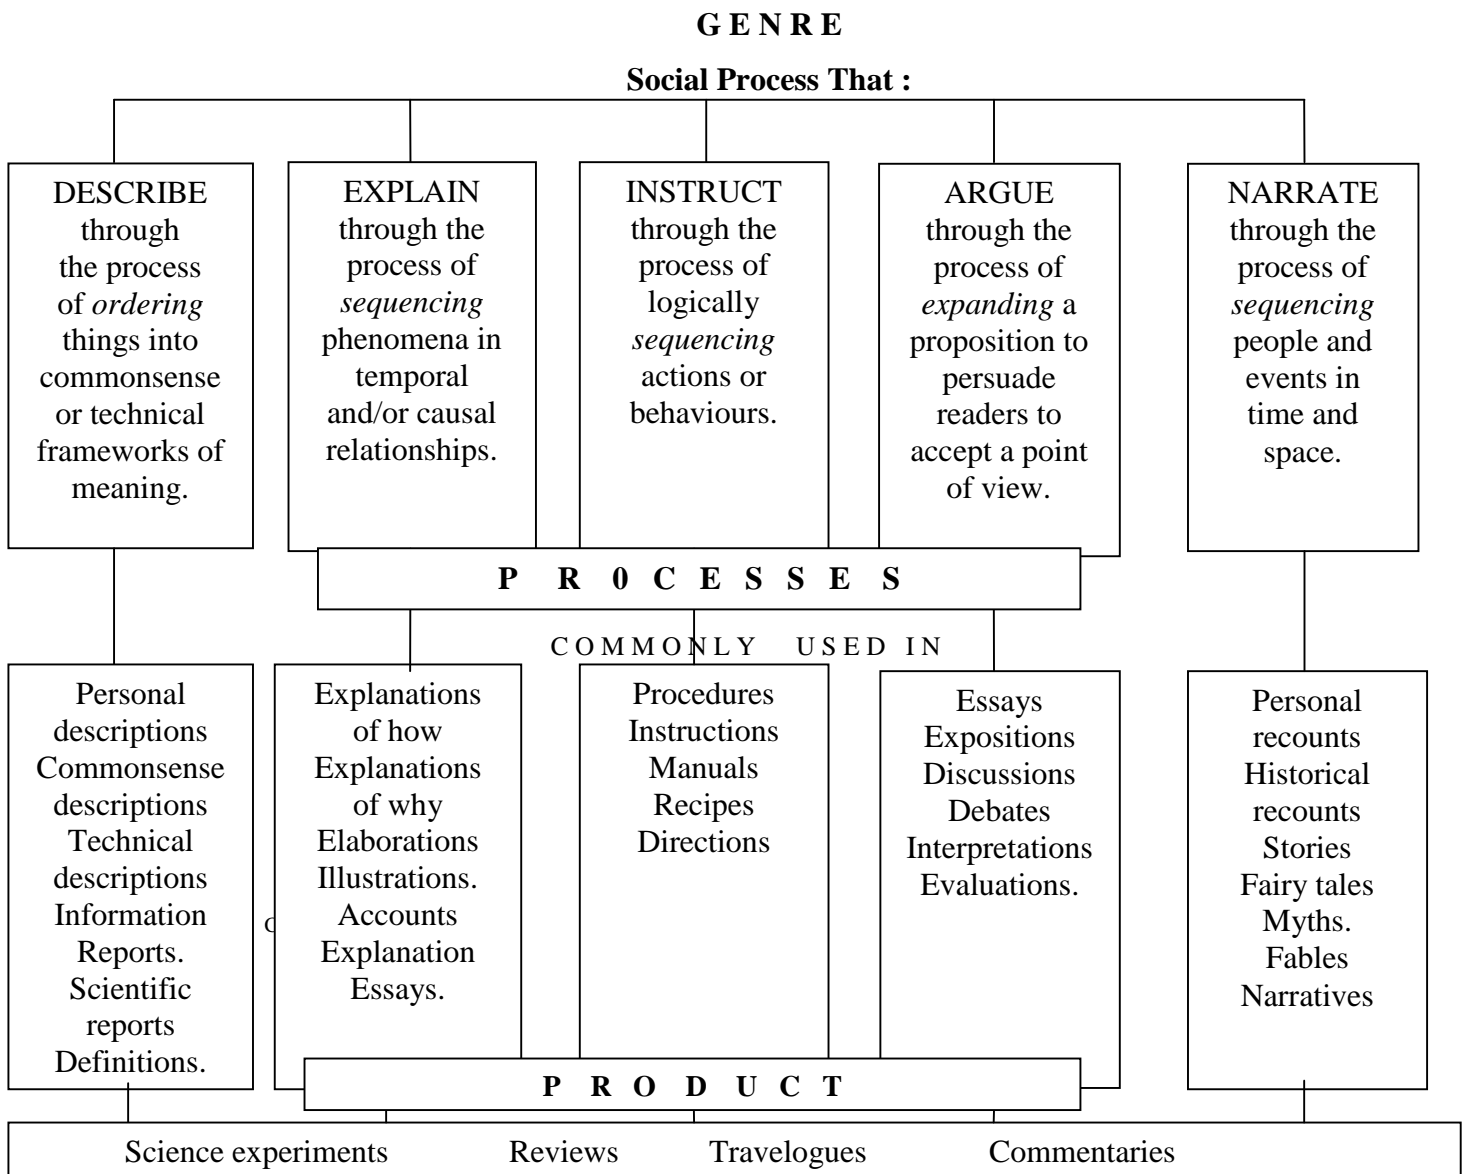 G E N R E
Social Process That :
DESCRIBE
through
the process
of ordering
things into
commonsense
or technical
frameworks of
meaning.
EXPLAIN
through the
process of
sequencing
phenomena in
temporal
and/or causal
relationships.
INSTRUCT
through the
process of
logically
sequencing
actions or
behaviours.
ARGUE
through the
process of
expanding a
proposition to
persuade
readers to
accept a point
of view.
NARRATE
through the
process of
sequencing
people and
events in
time and
space.
P R 0 C E S S E S
C O M M O N L Y U S E D I N
Personal
descriptions
Commonsense
descriptions
Technical
descriptions
Information
Reports.
Scientific
reports
Definitions.
Explanations
of how
Explanations
of why
Elaborations
Illustrations.
Accounts
Explanation
Essays.
Procedures
Instructions
Manuals
Recipes
Directions
Essays
Expositions
Discussions
Debates
Interpretations
Evaluations.
Personal
recounts
Historical
recounts
Stories
Fairy tales
Myths.
Fables
Narratives
P R O D U C T
Science experiments Reviews Travelogues Commentaries